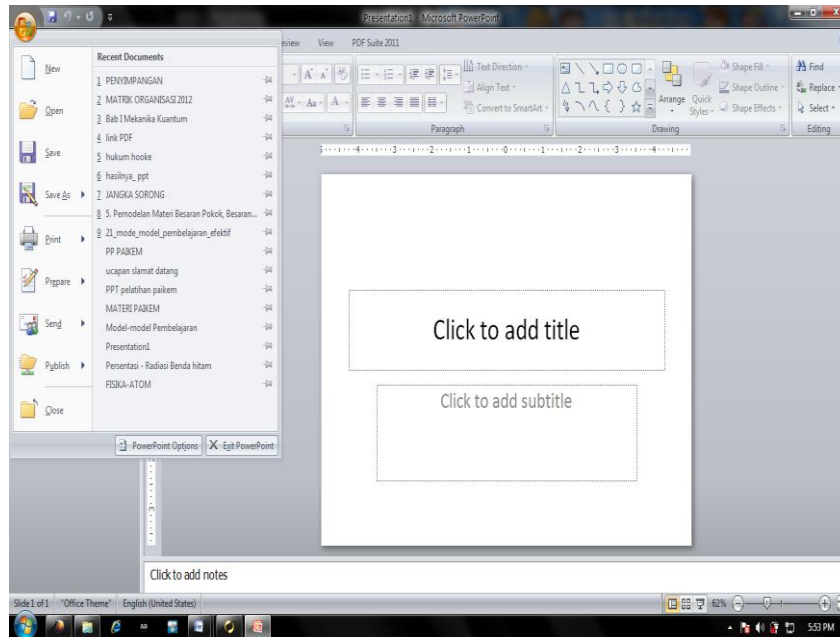 Presentation1 - Microsoft PowerPoint
eview View PDF Suite 2011
Recent Documents
New
Open
Save
Save As
Print
Prepare
Send
Publish
Close
1 PENYIMPANGAN
2 MATRIK ORGANISASI 2012
3 Bab I Mekanika Kuantum
4 link PDF
5 hukum hooke
6 hasilnya_ ppt
7 JANGKA SORONG
8 5. Pemodelan Materi Besaran Pokok, Besaran...
9 21_mode_model_pembelajaran_efektif
PP PAIKEM
ucapan slamat datang
PPT pelatihan paikem
MATERI PAIKEM
Model-model Pembelajaran
Presentation1
Persentasi - Radiasi Benda hitam
FISIKA-ATOM
PowerPoint Options Exit PowerPoint
Text Direction
Align Text
Convert to SmartArt
Paragraph
Arrange
Quick Styles
Shape Fill
Shape Outline
Shape Effects
Drawing
Find
Replace
Select
Editing
Click to add title
Click to add subtitle
Click to add notes
Slide 1 of 1 "Office Theme" English (United States) 62%
5:53 PM